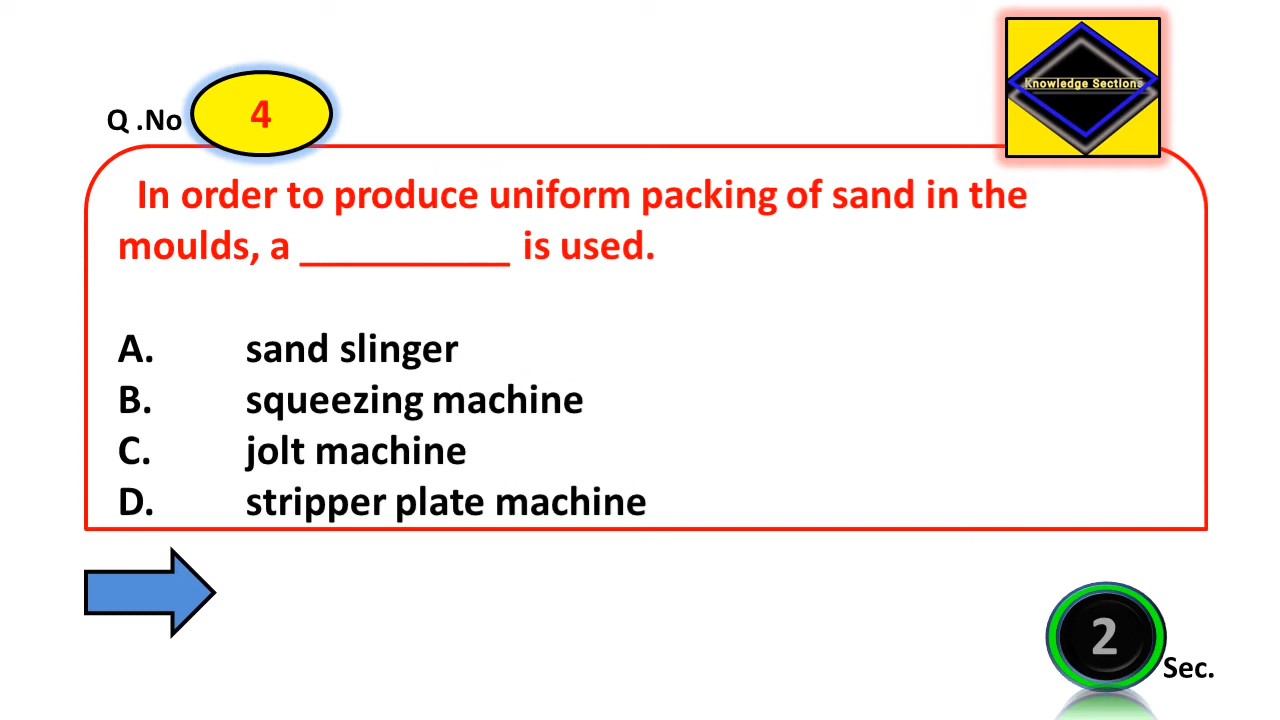 Knowledge Sections
Q .No 4
In order to produce uniform packing of sand in the
moulds, a __________ is used.
A. sand slinger
B. squeezing machine
C. jolt machine
D. stripper plate machine
2 Sec.